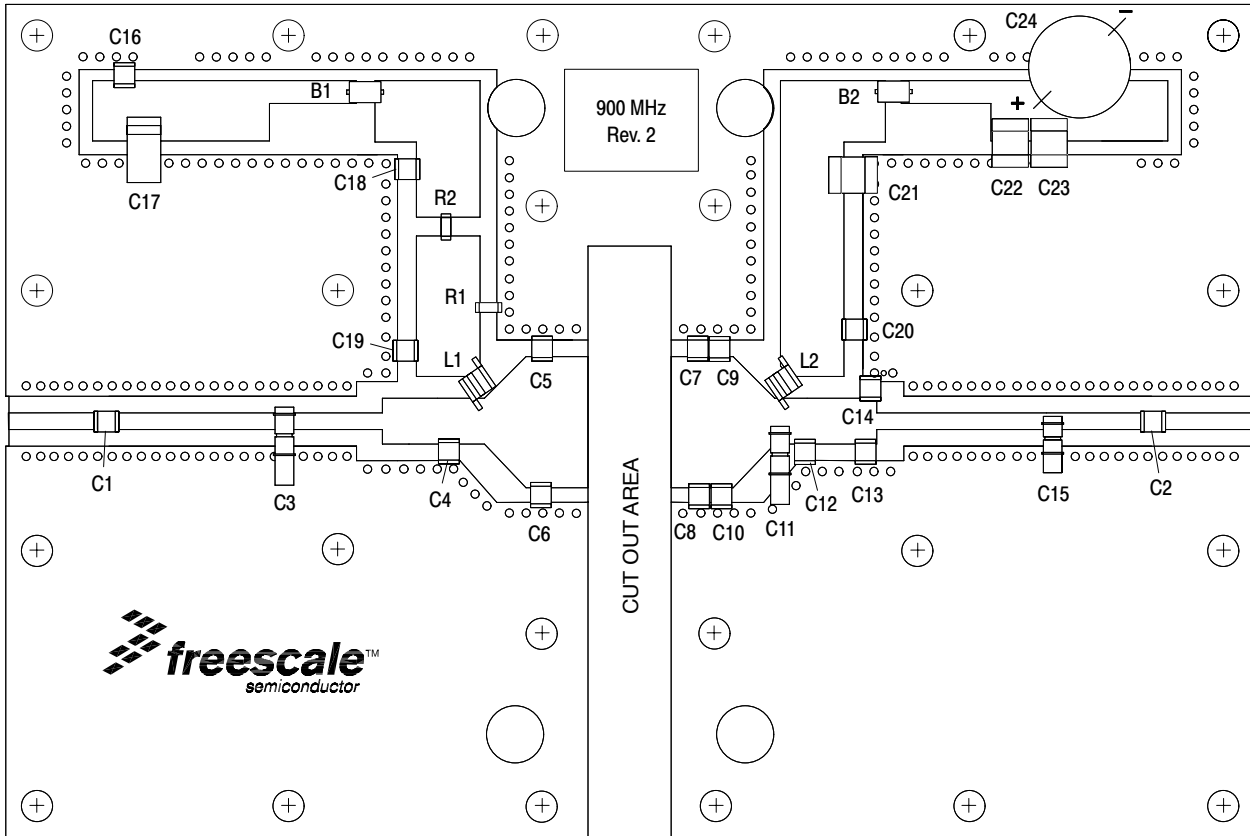 C16
C24
−
B1
B2
+
900 MHz
Rev. 2
C17
C18
C21
C22
C23
R2
R1
C19
L1
C5
C7
C9
L2
C20
C14
C1
C3
C4
C6
C8
C10
C11
C12
C13
C15
C2
CUT OUT AREA
freescale™
semiconductor